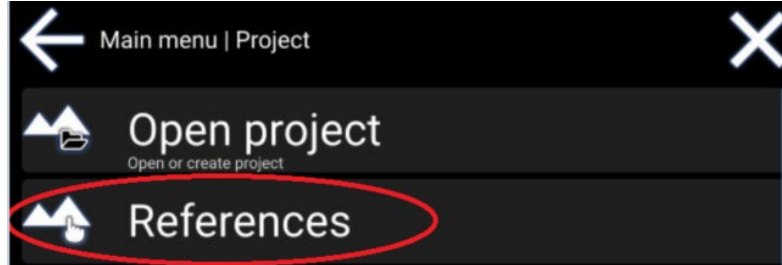 Main menu | Project
Open project
Open or create project
References